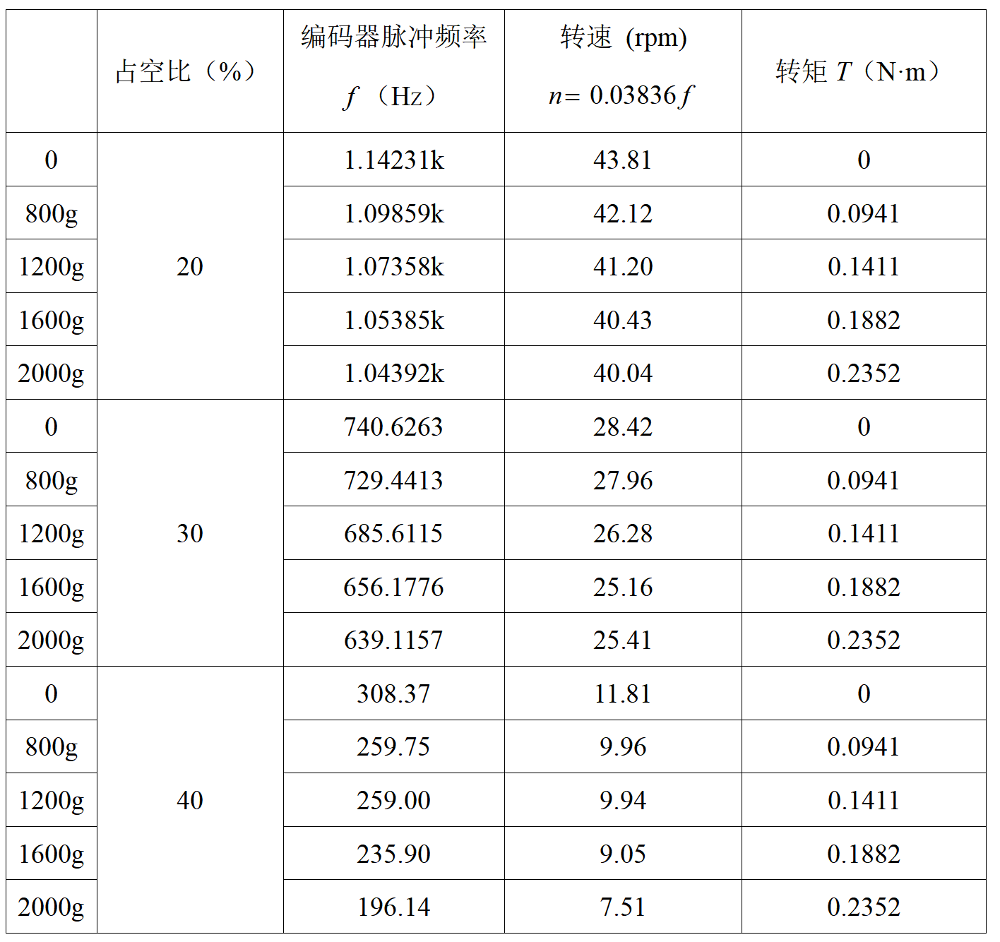 占空比（%） 编码器脉冲频率 f （Hz） 转速 (rpm) n= 0.03836f 转矩 T（N·m）
0 20 1.14231k 43.81 0
800g 1.09859k 42.12 0.0941
1200g 1.07358k 41.20 0.1411
1600g 1.05385k 40.43 0.1882
2000g 1.04392k 40.04 0.2352
0 30 740.6263 28.42 0
800g 729.4413 27.96 0.0941
1200g 685.6115 26.28 0.1411
1600g 656.1776 25.16 0.1882
2000g 639.1157 25.41 0.2352
0 40 308.37 11.81 0
800g 259.75 9.96 0.0941
1200g 259.00 9.94 0.1411
1600g 235.90 9.05 0.1882
2000g 196.14 7.51 0.2352